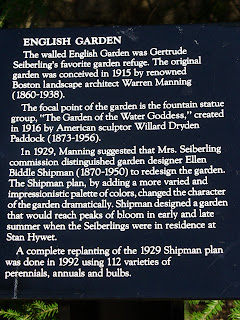 ENGLISH GARDEN
The walled English Garden was Gertrude
Seiberling's favorite garden refuge. The original
garden was conceived in 1915 by renowned
Boston landscape architect Warren Manning
(1860-1938).
The focal point of the garden is the fountain statue
group, "The Garden of the Water Goddess," created
in 1916 by American sculptor Willard Dryden
Paddock (1873-1956).
In 1929, Manning suggested that Mrs. Seiberling
commission distinguished garden designer Ellen
Biddle Shipman (1870-1950) to redesign the garden.
The Shipman plan, by adding a more varied and
impressionistic palette of colors, changed the character
of the garden dramatically. Shipman designed a garden
that would reach peaks of bloom in early and late
summer when the Seiberlings were in residence at
Stan Hywet.
A complete replanting of the 1929 Shipman plan
was done in 1992 using 112 varieties of
perennials, annuals and bulbs.